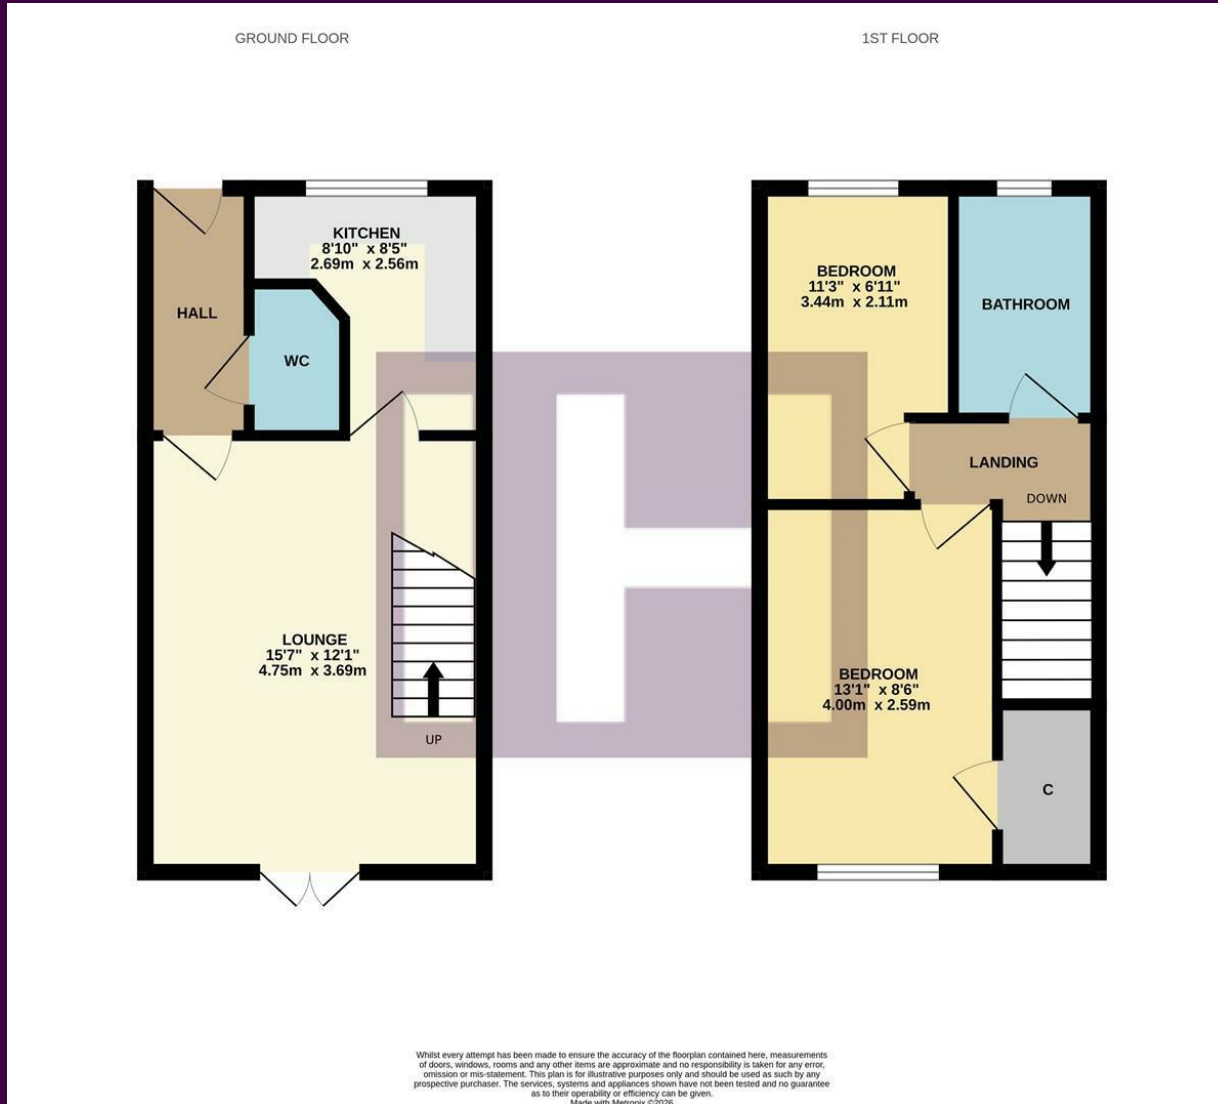 GROUND FLOOR
1ST FLOOR
KITCHEN
8'10" x 8'5"
2.69m x 2.56m
HALL
WC
LOUNGE
15'7" x 12'1"
4.75m x 3.69m
UP
BEDROOM
11'3" x 6'11"
3.44m x 2.11m
BATHROOM
LANDING
DOWN
BEDROOM
13'1" x 8'6"
4.00m x 2.59m
C
Whilst every attempt has been made to ensure the accuracy of the floorplan contained here, measurements
of doors, windows, rooms and any other items are approximate and no responsibility is taken for any error,
omission or mis-statement. This plan is for illustrative purposes only and should be used as such by any
prospective purchaser. The services, systems and appliances shown have not been tested and no guarantee
as to their operability or efficiency can be given.
Made with Metropix ©2026